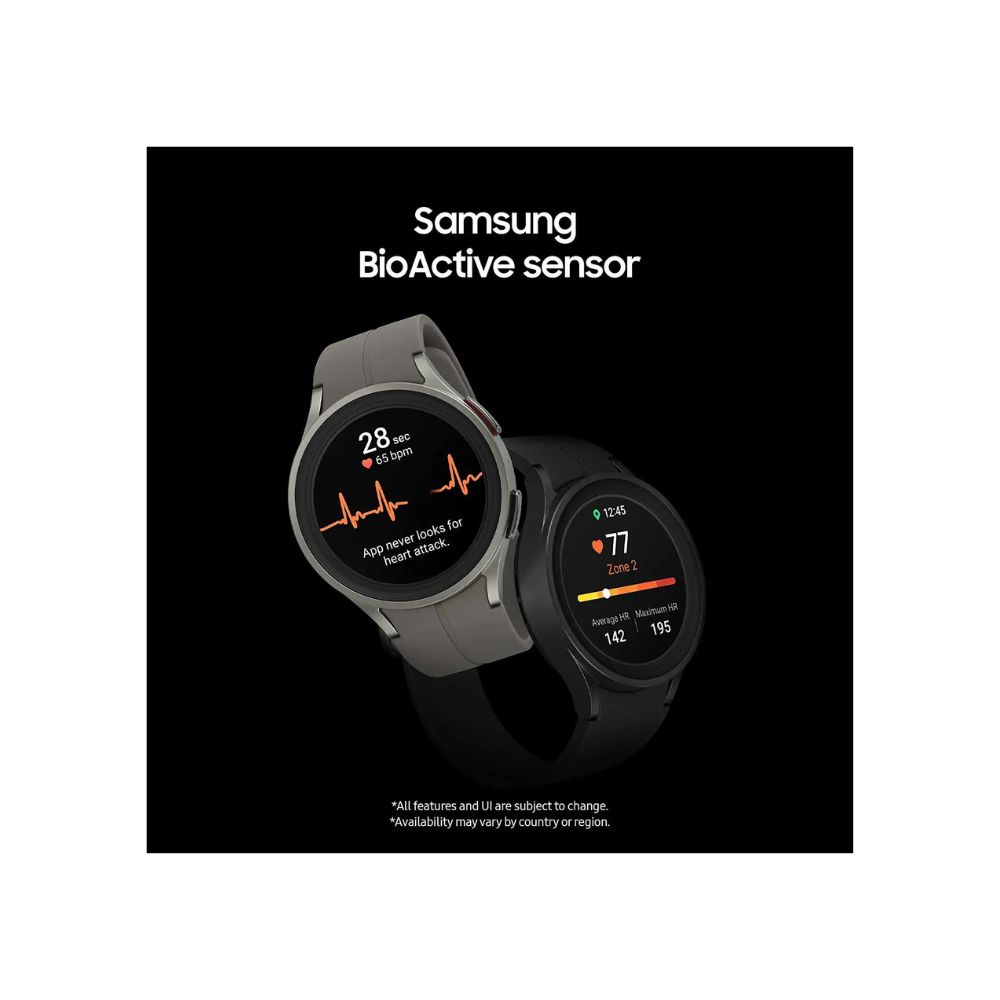 Samsung
BioActive sensor
28 sec
65 bpm
App never looks for
heart attack.
12:45
77
Zone 2
Average HR
142
Maximum HR
195
*All features and UI are subject to change.
*Availability may vary by country or region.